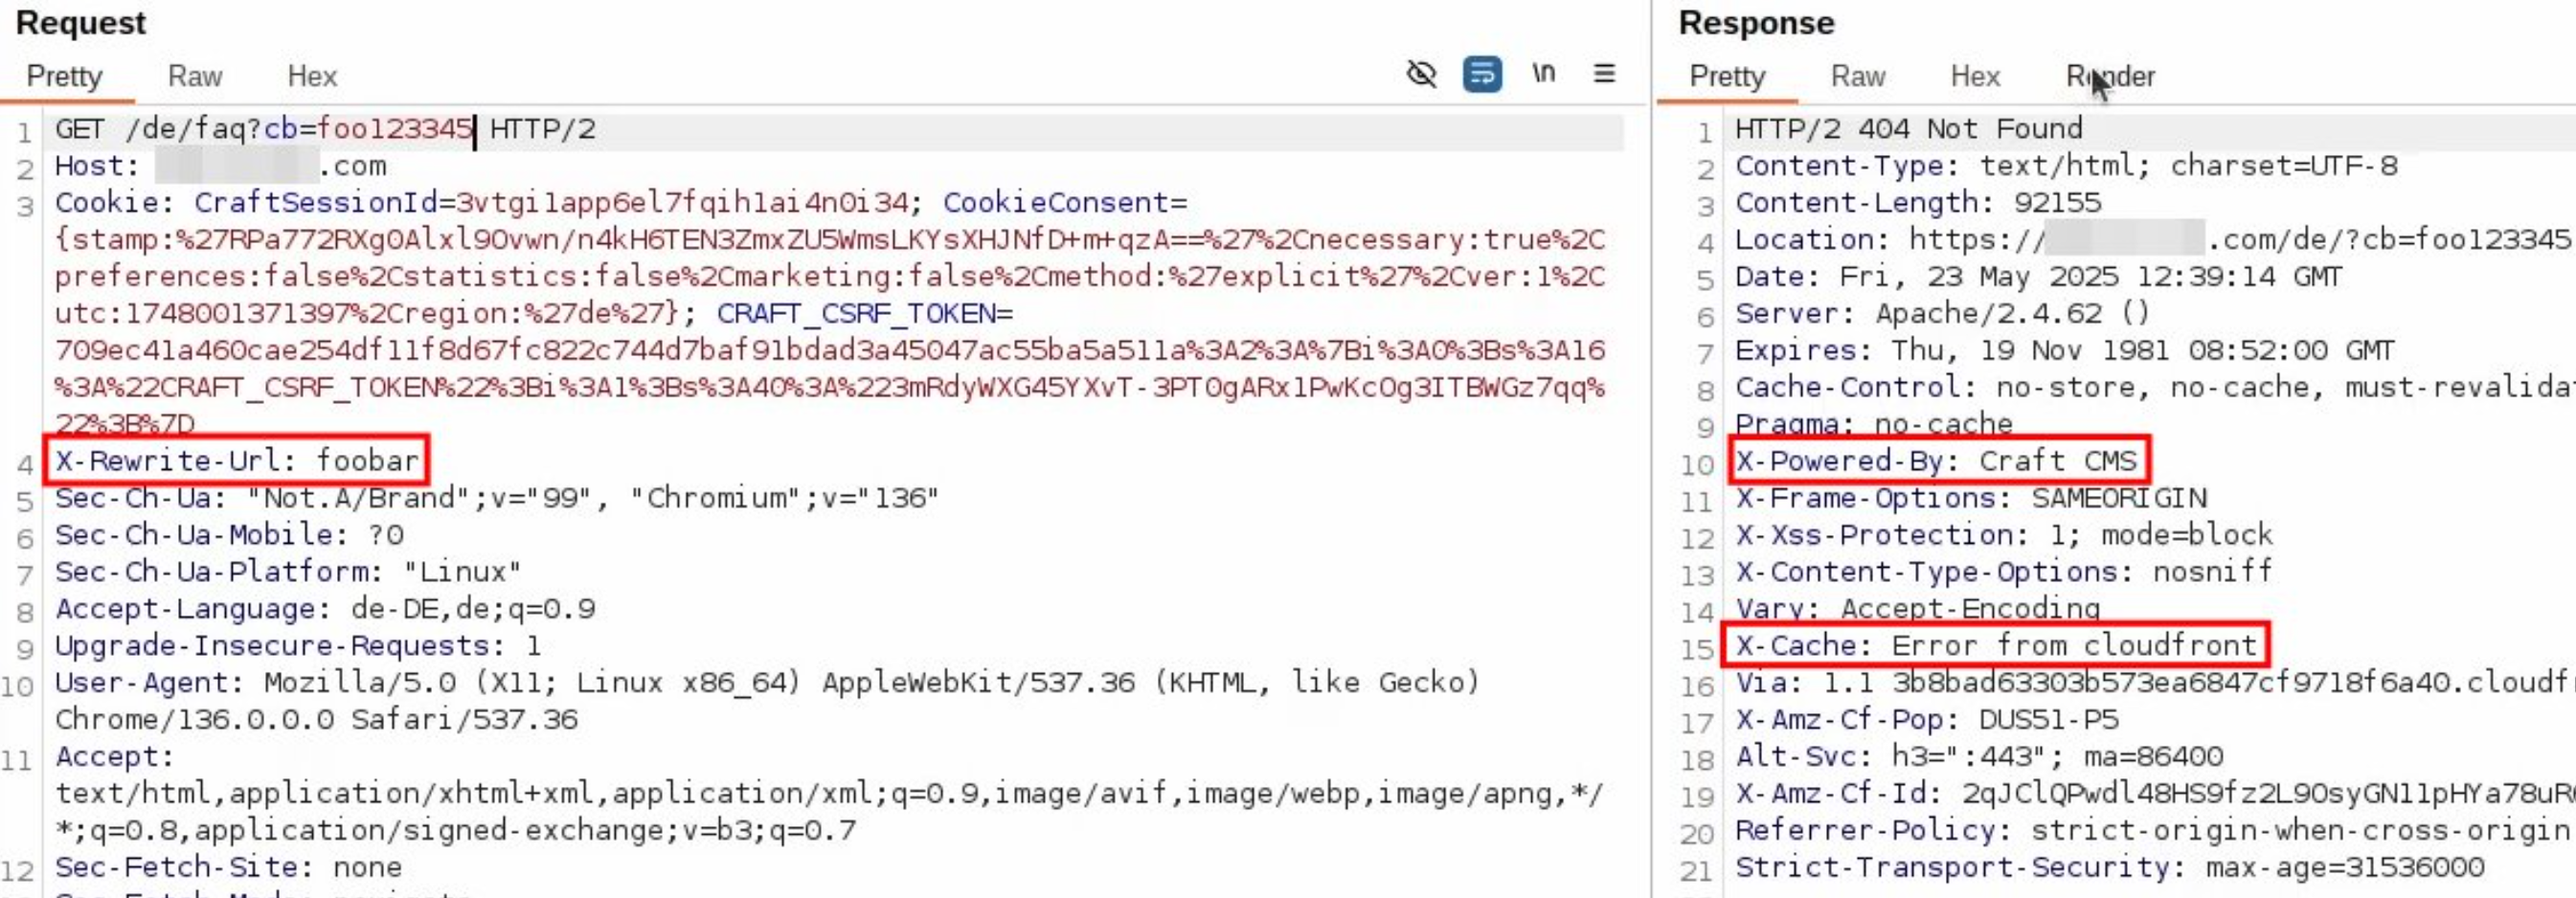 Request
Pretty Raw Hex
\n
1 GET /de/faq?cb=foo123345 HTTP/2
2 Host: .com
3 Cookie: CraftSessionId=3vtgi1app6el7fqih1ai4n0i34; CookieConsent=
{stamp:%27RPa772RXg0Alxl9Ovwn/n4kH6TEN3ZmxZU5WmsLKYsXHJNfD+m+qzA==%27%2Cnecessary:true%2C
preferences:false%2Cstatistics:false%2Cmarketing:false%2Cmethod:%27explicit%27%2Cver:1%2C
utc:1748001371397%2Cregion:%27de%27}; CRAFT_CSRF_TOKEN=
709ec41a460cae254df11f8d67fc822c744d7baf91bdad3a45047ac55ba5a511a%3A2%3A%7Bi%3A0%3Bs%3A16
%3A%22CRAFT_CSRF_TOKEN%22%3Bi%3A1%3Bs%3A40%3A%223mRdyWXG45YXvT-3PT0gARx1PwKcOg3ITBWGz7qq%
22%3B%7D
4 X-Rewrite-Url: foobar
5 Sec-Ch-Ua: "Not.A/Brand";v="99", "Chromium";v="136"
6 Sec-Ch-Ua-Mobile: ?0
7 Sec-Ch-Ua-Platform: "Linux"
8 Accept-Language: de-DE,de;q=0.9
9 Upgrade-Insecure-Requests: 1
10 User-Agent: Mozilla/5.0 (X11; Linux x86_64) AppleWebKit/537.36 (KHTML, like Gecko)
Chrome/136.0.0.0 Safari/537.36
11 Accept:
text/html,application/xhtml+xml,application/xml;q=0.9,image/avif,image/webp,image/apng,*/
*;q=0.8,application/signed-exchange;v=b3;q=0.7
12 Sec-Fetch-Site: none
Response
Pretty Raw Hex Render
1 HTTP/2 404 Not Found
2 Content-Type: text/html; charset=UTF-8
3 Content-Length: 92155
4 Location: https:// .com/de/?cb=foo123345
5 Date: Fri, 23 May 2025 12:39:14 GMT
6 Server: Apache/2.4.62 ()
7 Expires: Thu, 19 Nov 1981 08:52:00 GMT
8 Cache-Control: no-store, no-cache, must-revalida
9 Pragma: no-cache
10 X-Powered-By: Craft CMS
11 X-Frame-Options: SAMEORIGIN
12 X-Xss-Protection: 1; mode=block
13 X-Content-Type-Options: nosniff
14 Vary: Accept-Encoding
15 X-Cache: Error from cloudfront
16 Via: 1.1 3b8bad63303b573ea6847cf9718f6a40.cloudf
17 X-Amz-Cf-Pop: DUS51-P5
18 Alt-Svc: h3=":443"; ma=86400
19 X-Amz-Cf-Id: 2qJClQPwdl48HS9fz2L9OsyGN11pHYa78uR
20 Referrer-Policy: strict-origin-when-cross-origin
21 Strict-Transport-Security: max-age=31536000